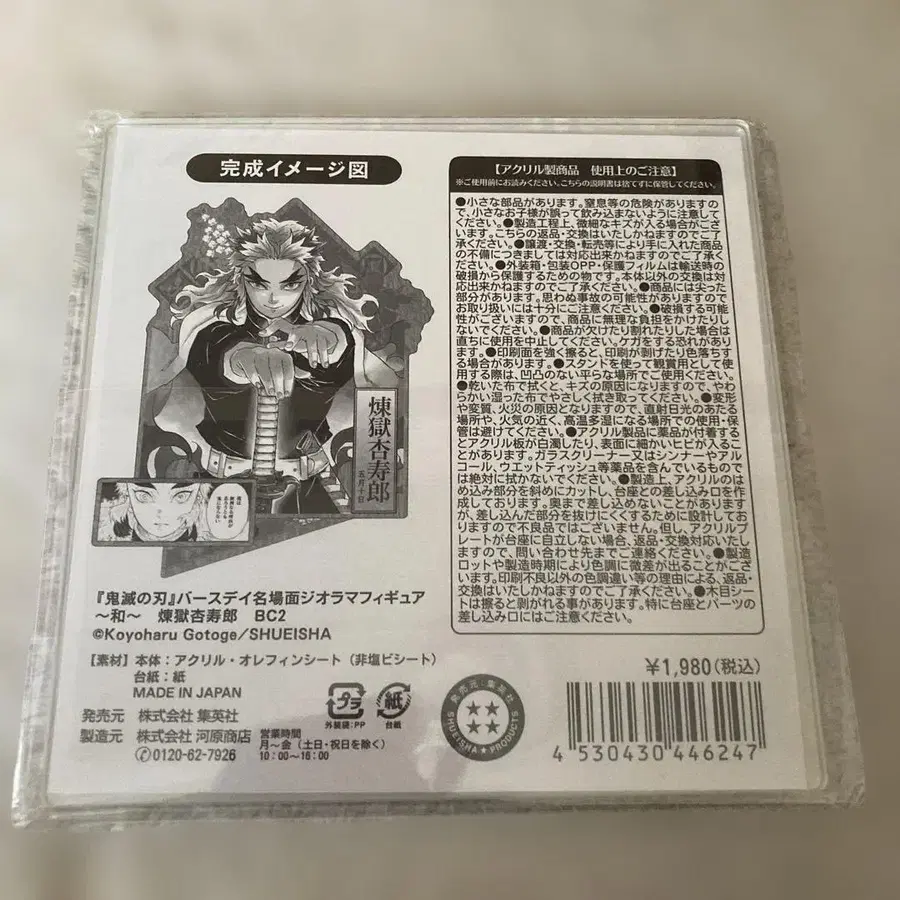 完成イメージ図
煉獄杏寿郎
五月十日
俺は
如何なる理由が
あろうとも
鬼にならない
『鬼滅の刃』バースデイ名場面ジオラマフィギュア
～和～ 煉獄杏寿郎 BC2
©Koyoharu Gotoge/SHUEISHA
【素材】本体：アクリル・オレフィンシート（非塩ビシート）
台紙：紙
MADE IN JAPAN
発売元 株式会社 集英社
製造元 株式会社 河原商店
0120-62-7926
営業時間
月～金（土日・祝日を除く）
10：00～16：00
プラ
外装袋：PP
紙
台紙
発売元・集英社
SHUEISHA★PRODUCTS
【アクリル製商品 使用上のご注意】
※ご使用前にお読みください。こちらの説明書は捨てずに保管してください。
●小さな部品があります。窒息等の危険がありますの
で、小さなお子様が誤って飲み込まないように注意して
ください。●製造工程上、微細なキズが入る場合がござ
います。こちらの返品・交換はいたしかねますのでご了
承ください。●譲渡・交換・転売等により手に入れた商品
の不備につきましては対応出来かねますのでご了承く
ださい。●外装箱・包装OPP・保護フィルムは輸送時の
破損から保護するための物です。本体以外の交換は対
応出来かねますのでご了承ください。●商品には尖った
部分があります。思わぬ事故の可能性がありますので
お取り扱いには十分にご注意ください。●破損する可能
性がございますので、商品に無理な負担をかけたりし
ないでください。●商品が欠けたり割れたりした場合は
直ちに使用を中止してください。ケガをする恐れがあり
ます。●印刷面を強く擦ると、印刷が剥げたり色落ちす
る場合があります。●スタンドを使って観賞用として使
用する際は、凹凸のない平らな場所でご使用ください。
●乾いた布で拭くと、キズの原因になりますので、やわ
らかい湿った布でやさしく拭き取ってください。●変形
や変質、火災の原因となりますので、直射日光のあたる
場所や、火気の近く、高温多湿になる場所での使用・保
管は避けてください。●アクリル製品に薬品が付着す
るとアクリル板が白濁したり、表面に細かいヒビが入る
ことがあります。ガラスクリーナー又はシンナーやアル
コール、ウエットティッシュ等薬品を含んでいるもので
は絶対に拭かないでください。●製造上、アクリルのは
め込み部分を斜めにカットし、台座との差し込み口を作
成しております。奥まで差し込めないことがあります
が、差し込んだ部分を抜けにくくするために設計してお
りますので不良品ではございません。但し、アクリルプ
レートが台座に自立しない場合、返品・交換対応いたし
ますので、問い合わせ先までご連絡ください。●製造
ロットや製造時期により色調に微差が出ることがござ
います。印刷不良以外の色調違い等の理由による、返品・
交換はいたしかねますのでご了承ください。●木目シー
トは擦ると剥がれる事があります。特に台座とパーツの
差し込み口にはご注意ください。
￥1,980（税込）
4 530430 446247